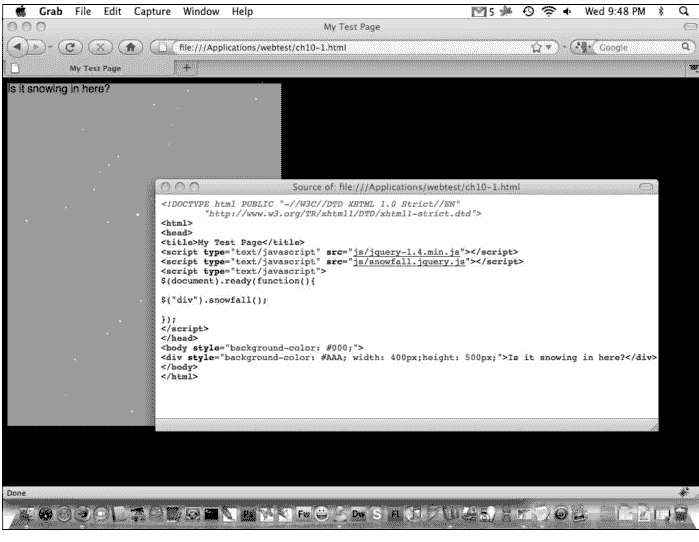 Grab File Edit Capture Window Help 5 Wed 9:48 PM
My Test Page
file:///Applications/webtest/ch10-1.html Google
My Test Page +
Is it snowing in here?
Source of: file:///Applications/webtest/ch10-1.html
<!DOCTYPE html PUBLIC "-//W3C//DTD XHTML 1.0 Strict//EN"
"http://www.w3.org/TR/xhtml1/DTD/xhtml1-strict.dtd">
<html>
<head>
<title>My Test Page</title>
<script type="text/javascript" src="js/jquery-1.4.min.js"></script>
<script type="text/javascript" src="js/snowfall.jquery.js"></script>
<script type="text/javascript">
$(document).ready(function(){
$("div").snowfall();
});
</script>
</head>
<body style="background-color: #000;">
<div style="background-color: #AAA; width: 400px;height: 500px;">Is it snowing in here?</div>
</body>
</html>
Done
Ps Fw Dw S FL